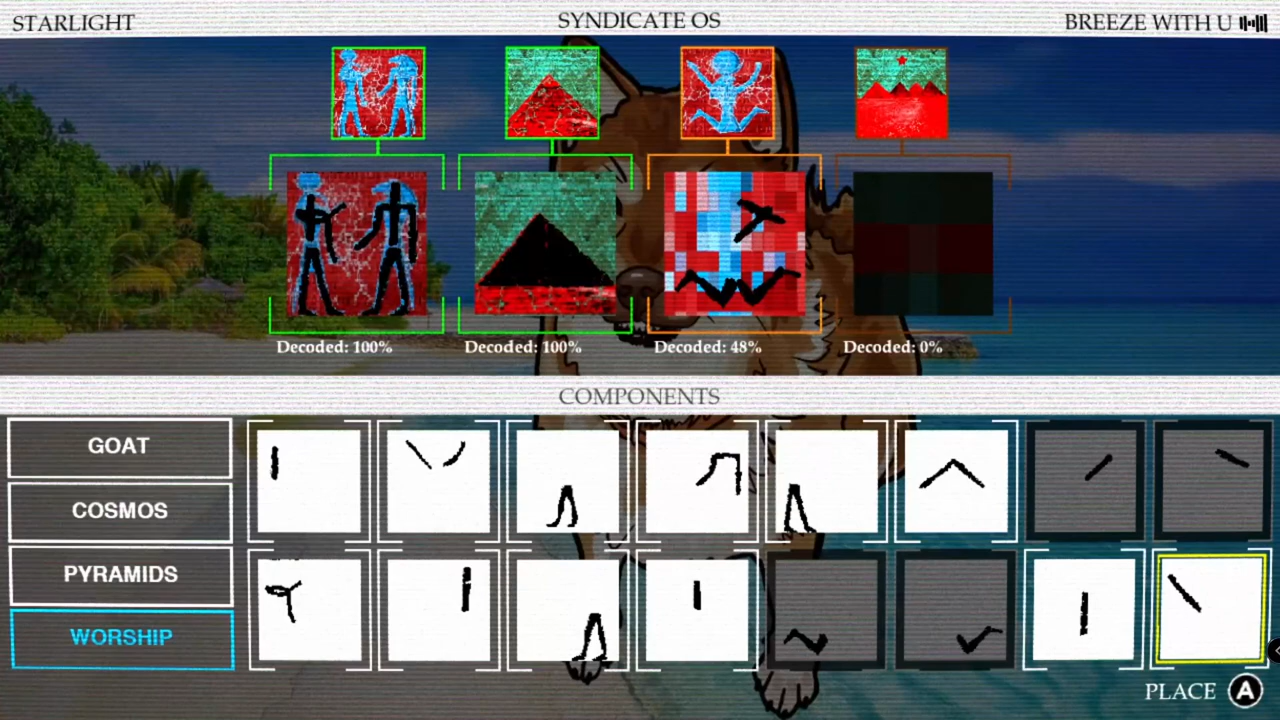 STARLIGHT
SYNDICATE OS
BREEZE WITH U
Decoded: 100%
Decoded: 100%
Decoded: 48%
Decoded: 0%
COMPONENTS
GOAT
COSMOS
PYRAMIDS
WORSHIP
PLACE A